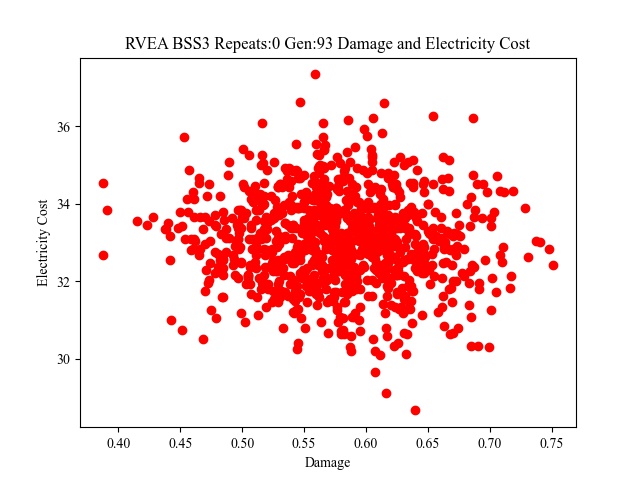 RVEA BSS3 Repeats:0 Gen:93 Damage and Electricity Cost
36
34
32
30
Electricity Cost
0.40 0.45 0.50 0.55 0.60 0.65 0.70 0.75
Damage